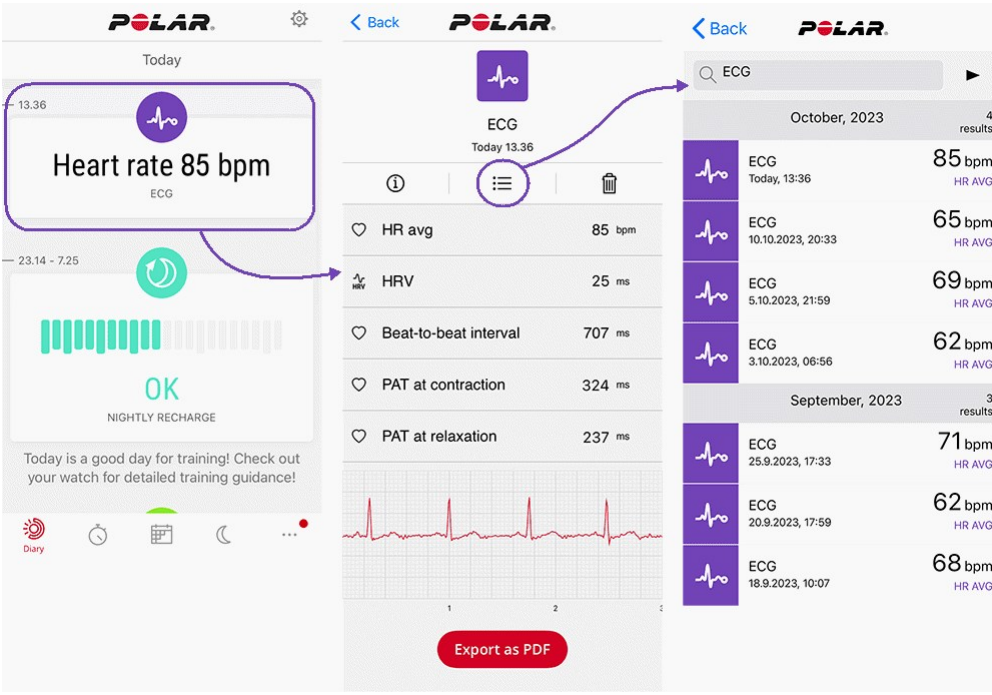 POLAR
Today
13.36
Heart rate 85 bpm
ECG
23.14 - 7.25
OK
NIGHTLY RECHARGE
Today is a good day for training! Check out
your watch for detailed training guidance!
Diary
Back
POLAR
ECG
Today 13.36
HR avg 85 bpm
HRV HRV 25 ms
Beat-to-beat interval 707 ms
PAT at contraction 324 ms
PAT at relaxation 237 ms
1 2 3
Export as PDF
Back
POLAR
ECG
October, 2023 4
results
ECG 85 bpm
Today, 13:36 HR AVG
ECG 65 bpm
10.10.2023, 20:33 HR AVG
ECG 69 bpm
5.10.2023, 21:59 HR AVG
ECG 62 bpm
3.10.2023, 06:56 HR AVG
September, 2023 3
results
ECG 71 bpm
25.9.2023, 17:33 HR AVG
ECG 62 bpm
20.9.2023, 17:59 HR AVG
ECG 68 bpm
18.9.2023, 10:07 HR AVG